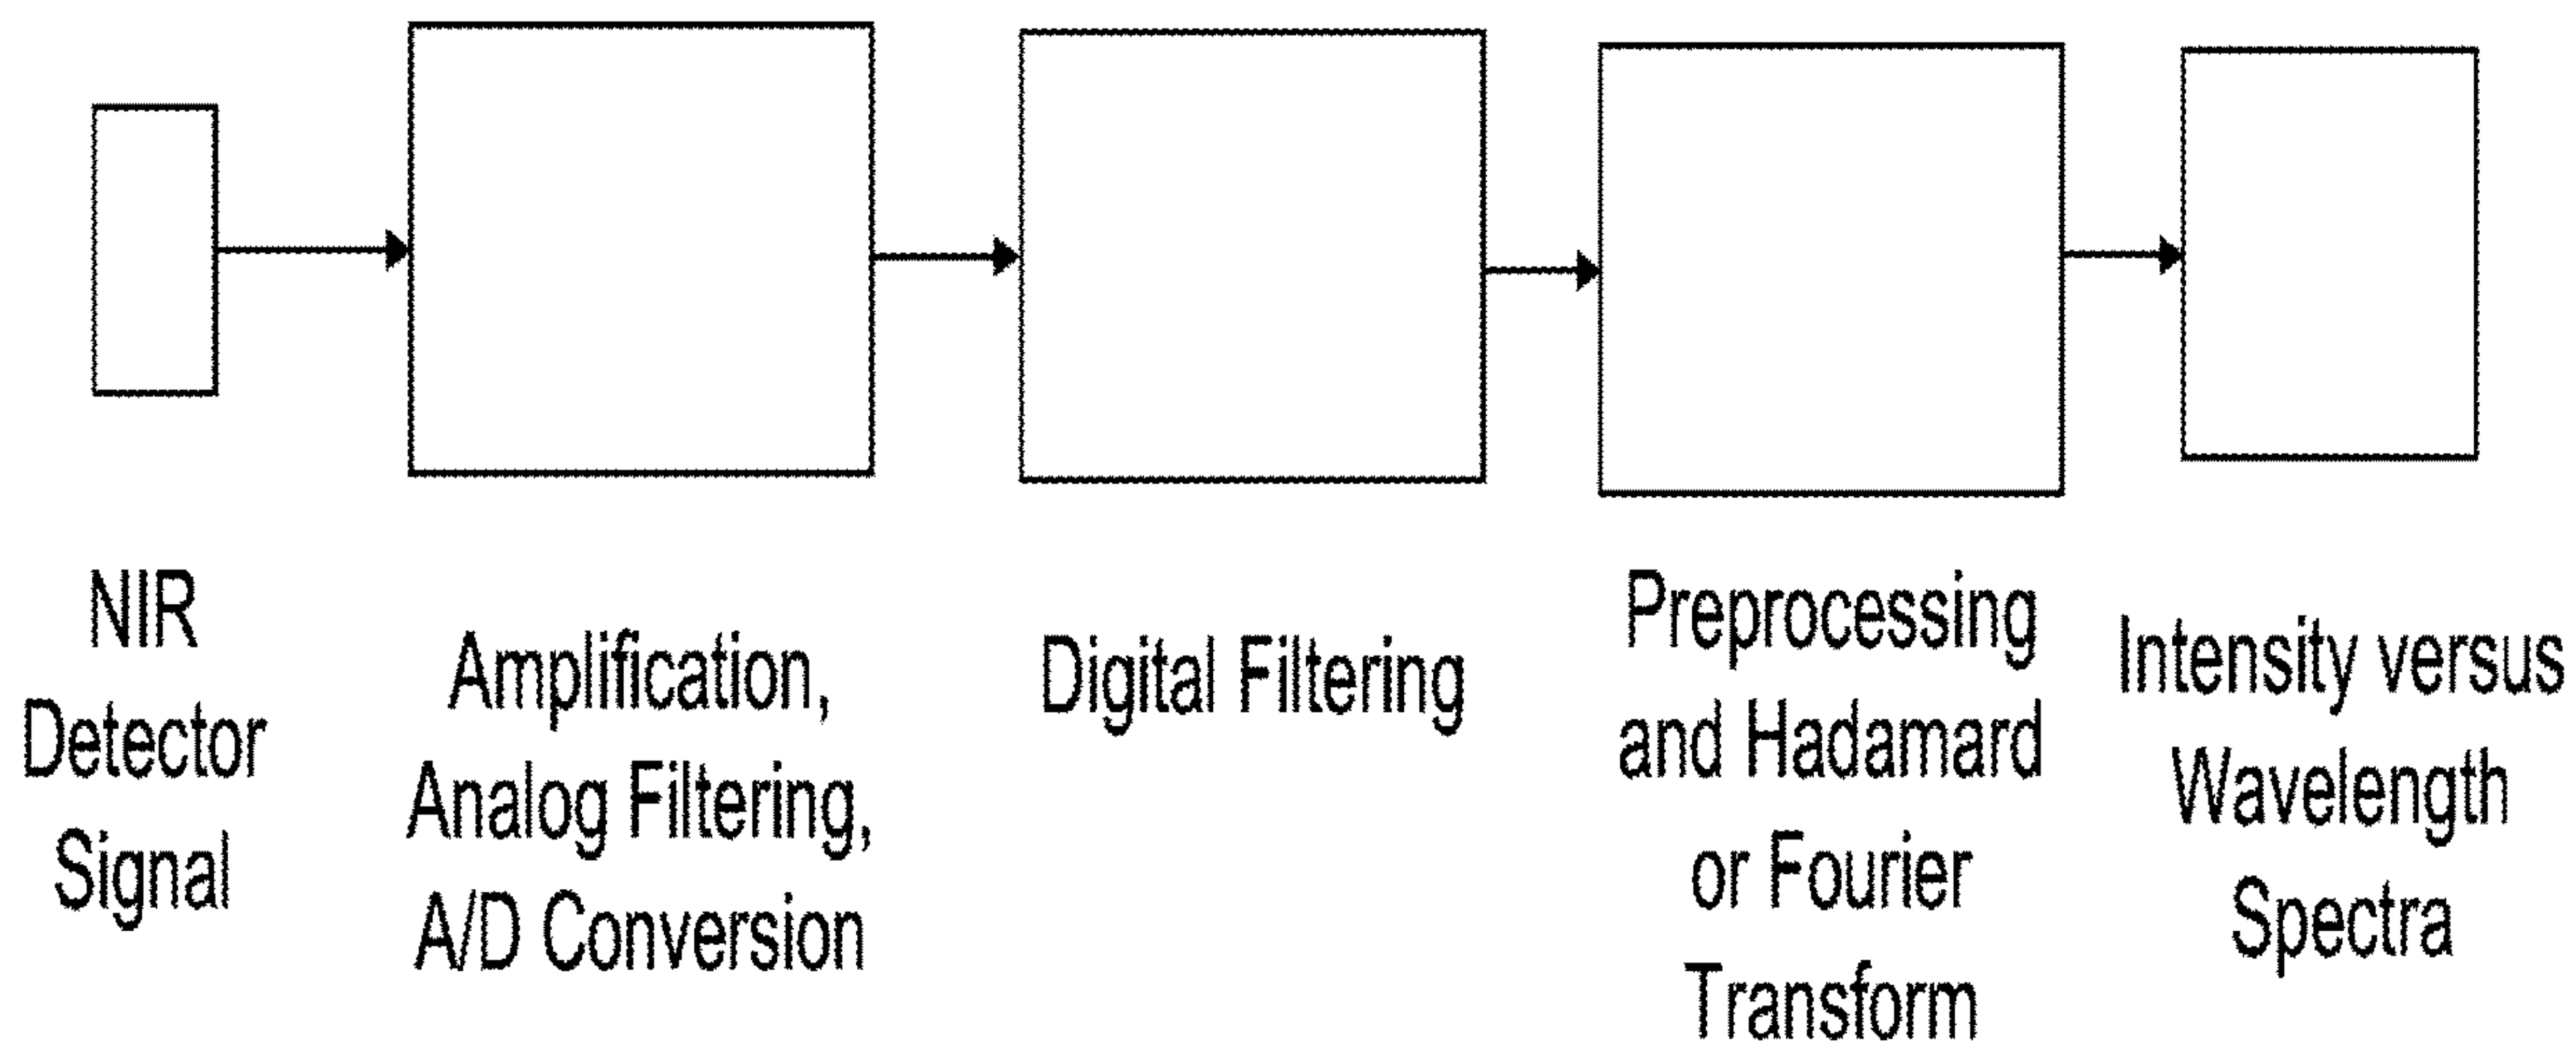 NIR
Detector
Signal
Amplification,
Analog Filtering,
A/D Conversion
Digital Filtering
Preprocessing
and Hadamard
or Fourier
Transform
Intensity versus
Wavelength
Spectra